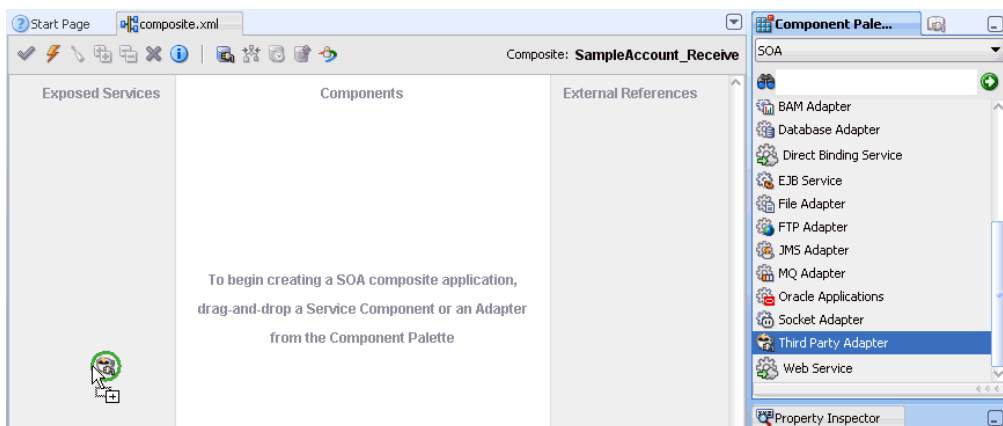 Start Page
composite.xml
Component Pale...
Composite: SampleAccount_Receive
SOA
Exposed Services
Components
External References
BAM Adapter
Database Adapter
Direct Binding Service
EJB Service
File Adapter
FTP Adapter
JMS Adapter
MQ Adapter
Oracle Applications
Socket Adapter
Third Party Adapter
Web Service
To begin creating a SOA composite application,
drag-and-drop a Service Component or an Adapter
from the Component Palette
Property Inspector